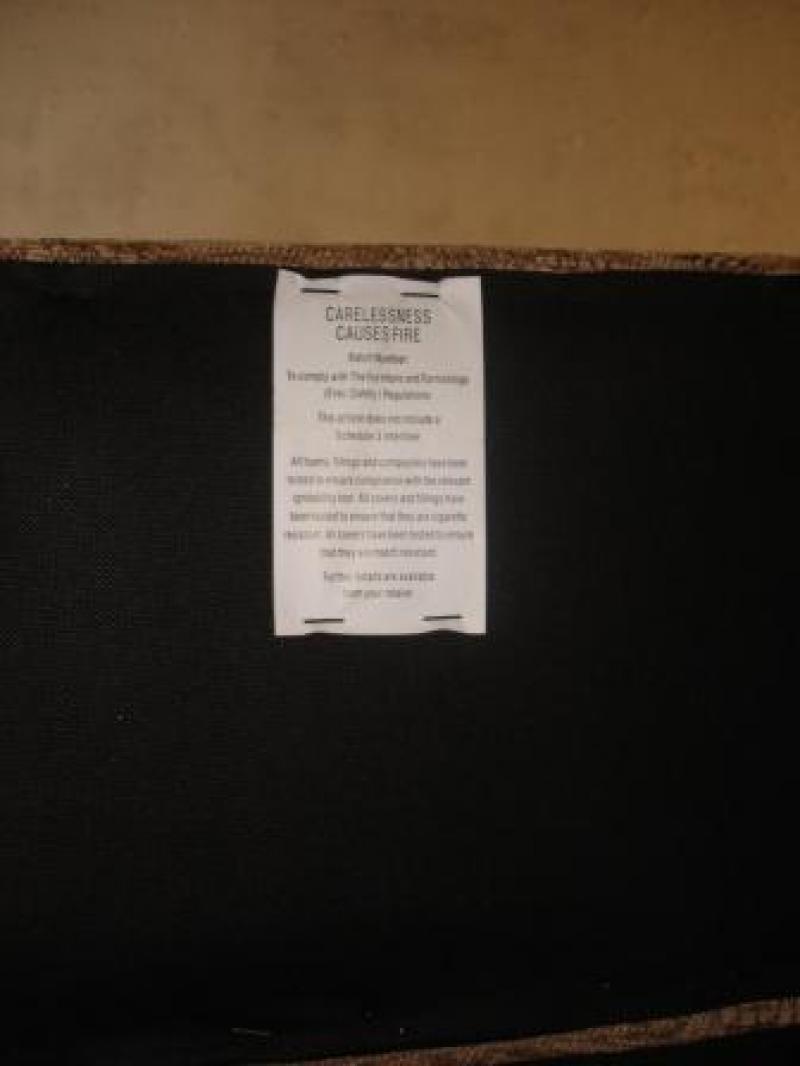 CARELESSNESS
CAUSES FIRE
Batch Number:
To comply with The Furniture and Furnishings
(Fire) (Safety) Regulations
This article does not include a
Schedule 3 interliner
All foams, fillings and composites have been
tested to ensure compliance with the relevant
ignitability test. All covers and fillings have
been tested to ensure that they are cigarette
resistant. All covers have been tested to ensure
that they are match resistant
Further details are available
from your retailer